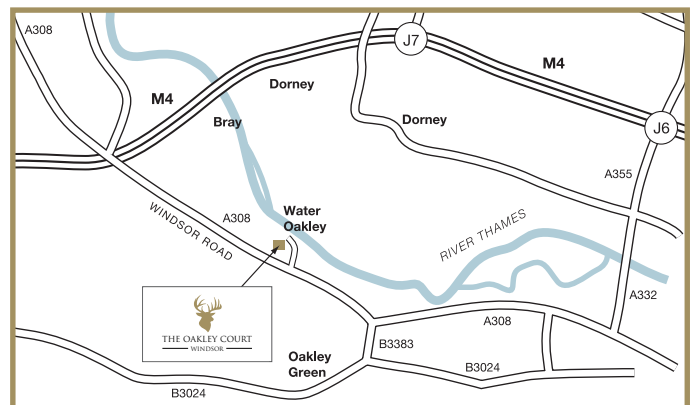 A308
J7
M4
M4
Dorney
Bray
Dorney
J6
A355
A308
Water
Oakley
WINDSOR ROAD
RIVER THAMES
A332
THE OAKLEY COURT
WINDSOR
A308
B3383
Oakley
Green
B3024
B3024